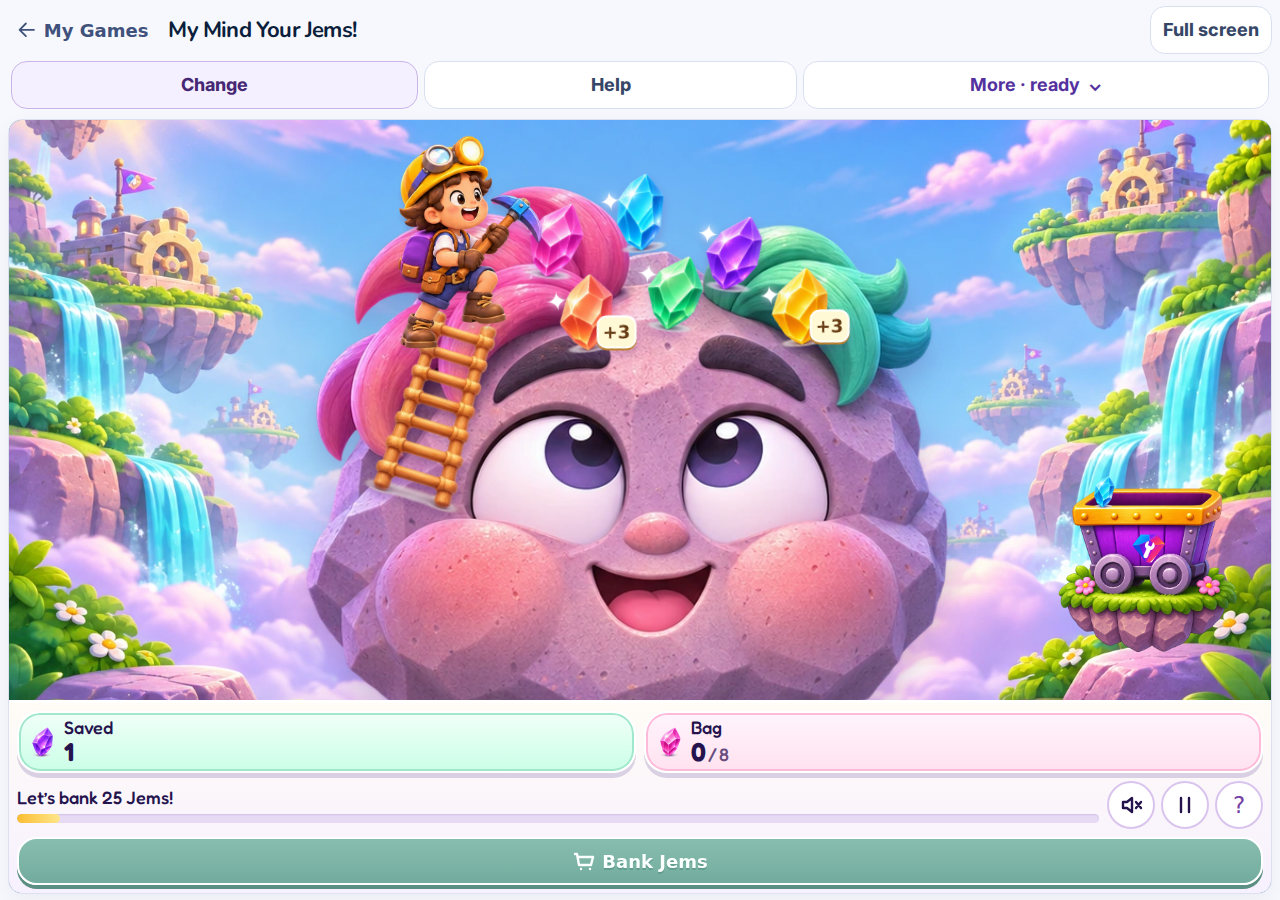 My Games
My Mind Your Jems!
Full screen
Change
Help
More · ready
+3
+3
Saved
1
Bag
0/8
Let's bank 25 Jems!
?
Bank Jems